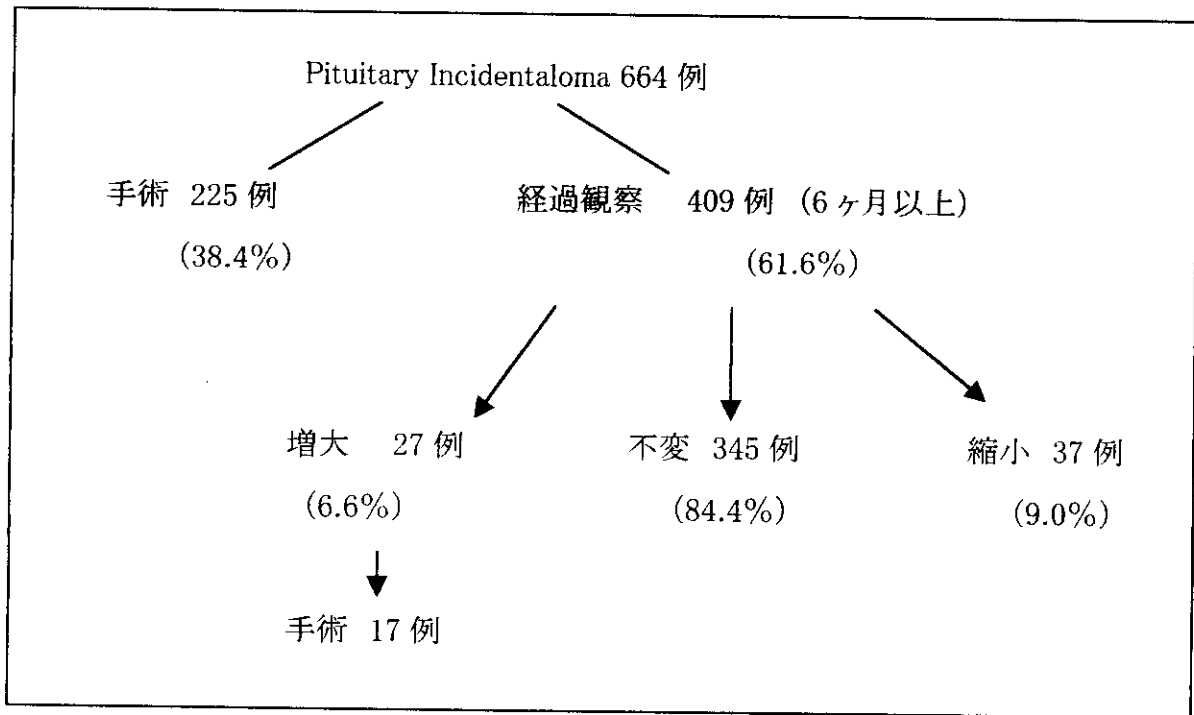 Pituitary Incidentaloma 664 例
手術 225 例
(38.4%)
経過観察 409 例 (6 ヶ月以上)
(61.6%)
増大 27 例
(6.6%)
不変 345 例
(84.4%)
縮小 37 例
(9.0%)
手術 17 例